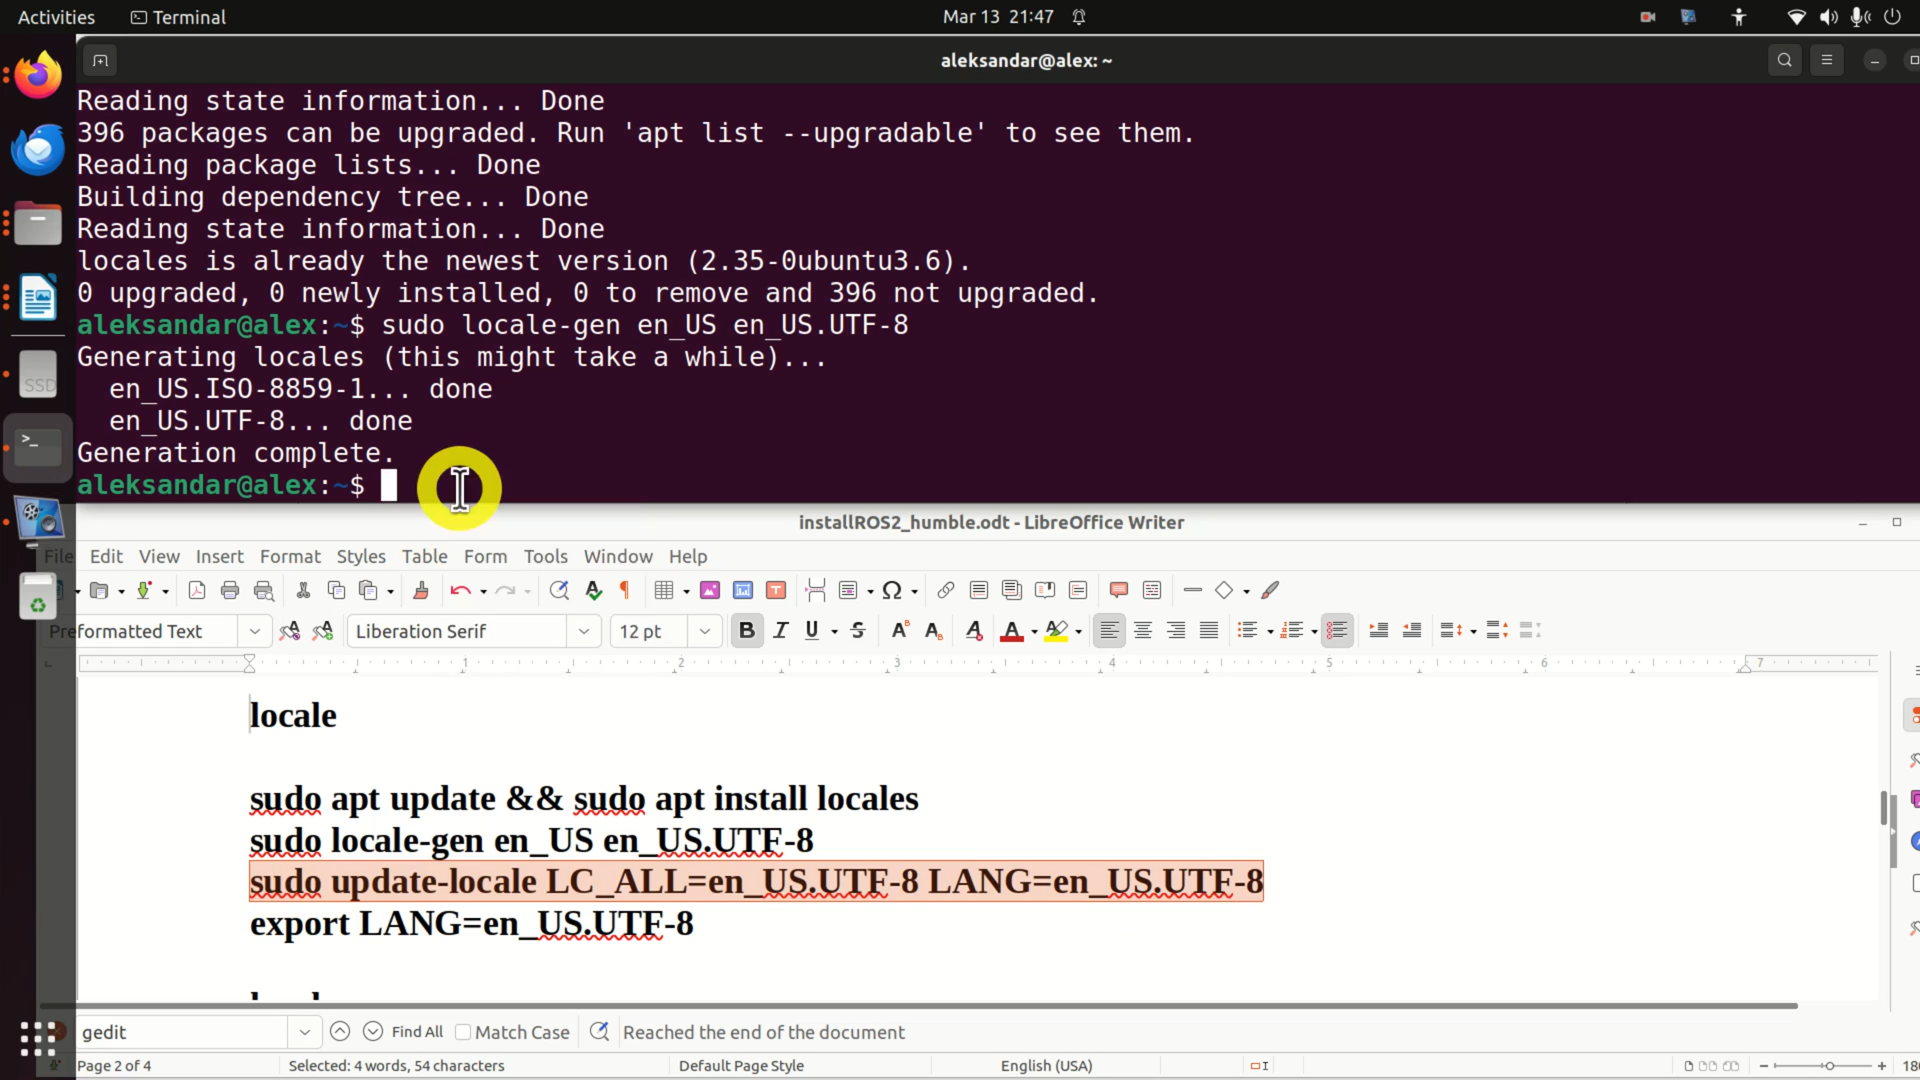 Activities
Terminal
Mar 13 21:47
aleksandar@alex: ~
Reading state information... Done
396 packages can be upgraded. Run 'apt list --upgradable' to see them.
Reading package lists... Done
Building dependency tree... Done
Reading state information... Done
locales is already the newest version (2.35-0ubuntu3.6).
0 upgraded, 0 newly installed, 0 to remove and 396 not upgraded.
aleksandar@alex:~$ sudo locale-gen en_US en_US.UTF-8
Generating locales (this might take a while)...
en_US.ISO-8859-1... done
en_US.UTF-8... done
Generation complete.
aleksandar@alex:~$
SSD
installROS2_humble.odt - LibreOffice Writer
File Edit View Insert Format Styles Table Form Tools Window Help
Preformatted Text
Liberation Serif
12 pt
1 2 3 4 5 6 7
locale
sudo apt update && sudo apt install locales
sudo locale-gen en_US en_US.UTF-8
sudo update-locale LC_ALL=en_US.UTF-8 LANG=en_US.UTF-8
export LANG=en_US.UTF-8
gedit
Find All
Match Case
Reached the end of the document
Page 2 of 4
Selected: 4 words, 54 characters
Default Page Style
English (USA)